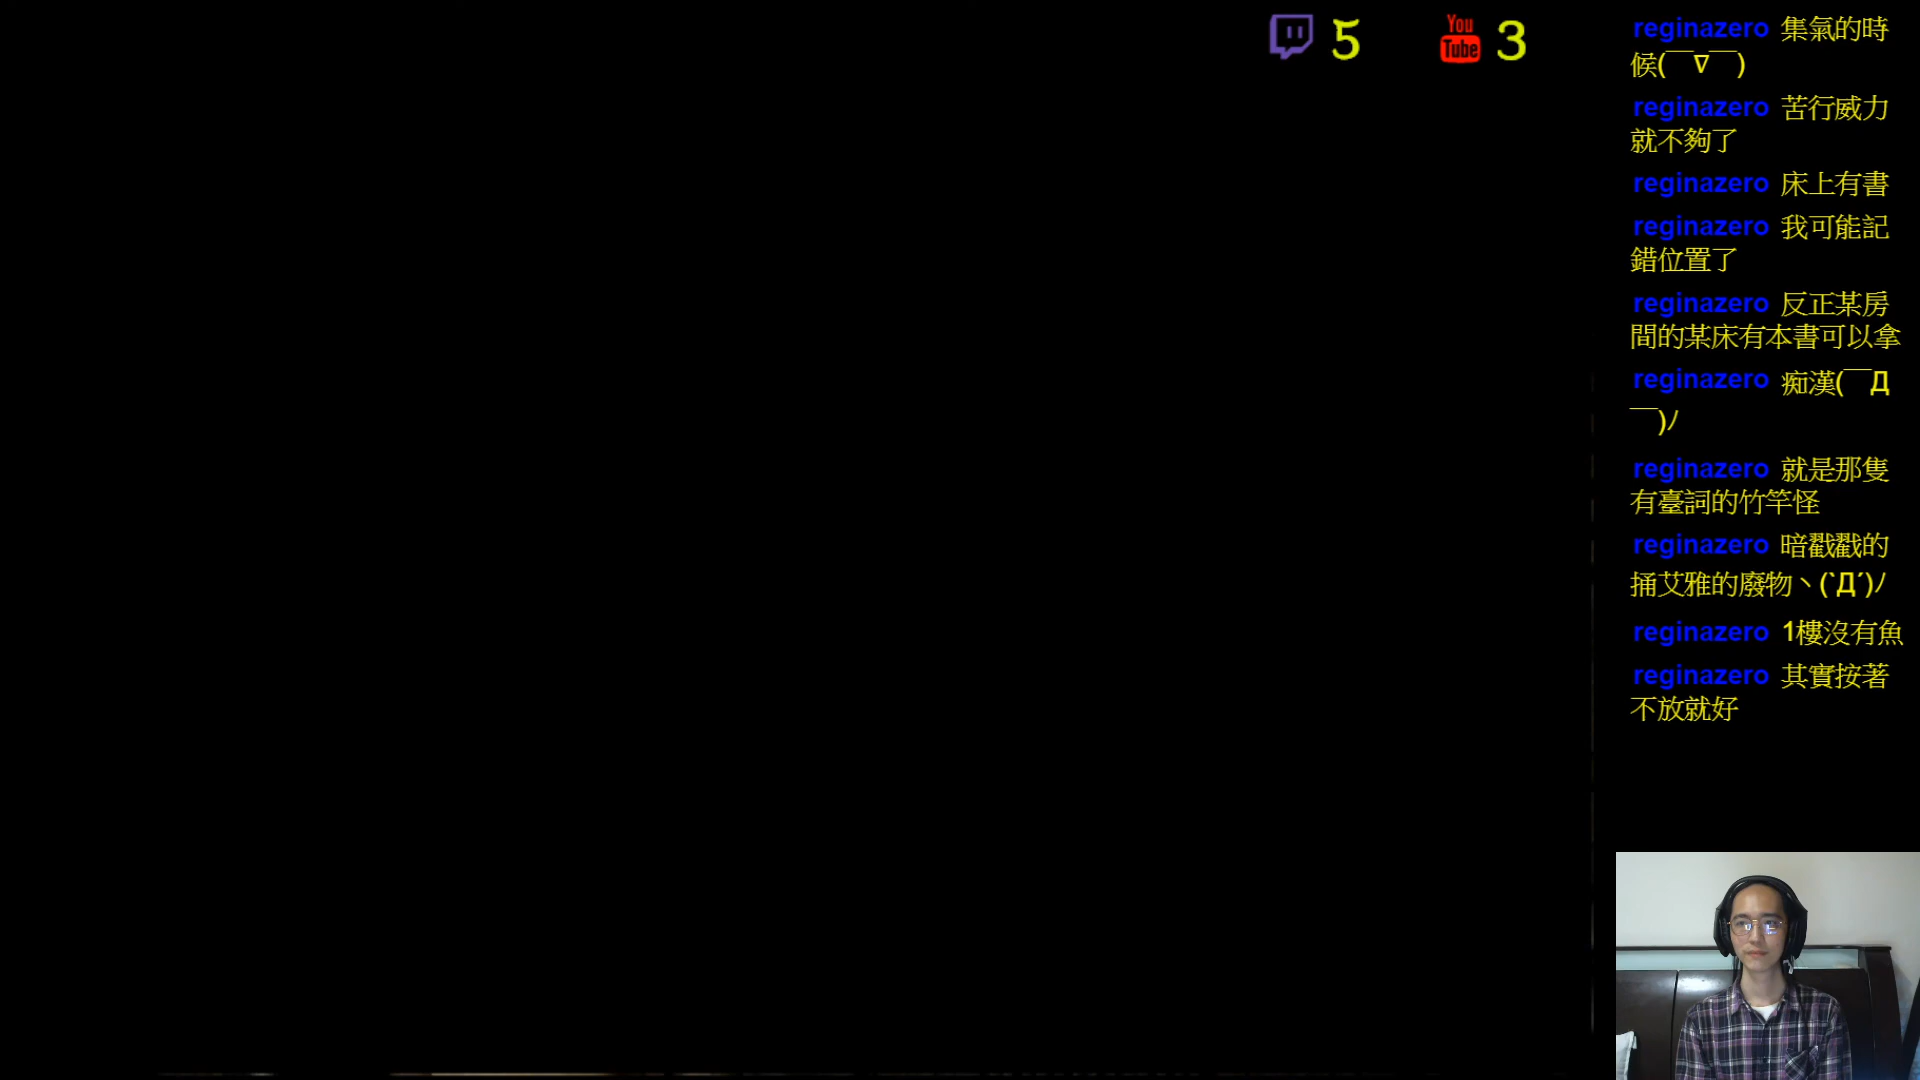 5
You
Tube
3
reginazero 集氣的時
候(￣∇￣)
reginazero 苦行威力
就不夠了
reginazero 床上有書
reginazero 我可能記
錯位置了
reginazero 反正某房
間的某床有本書可以拿
reginazero 痴漢(￣Д
￣)ﾉ
reginazero 就是那隻
有臺詞的竹竿怪
reginazero 暗戳戳的
捅艾雅的廢物ヽ(`Д´)ﾉ
reginazero 1樓沒有魚
reginazero 其實按著
不放就好